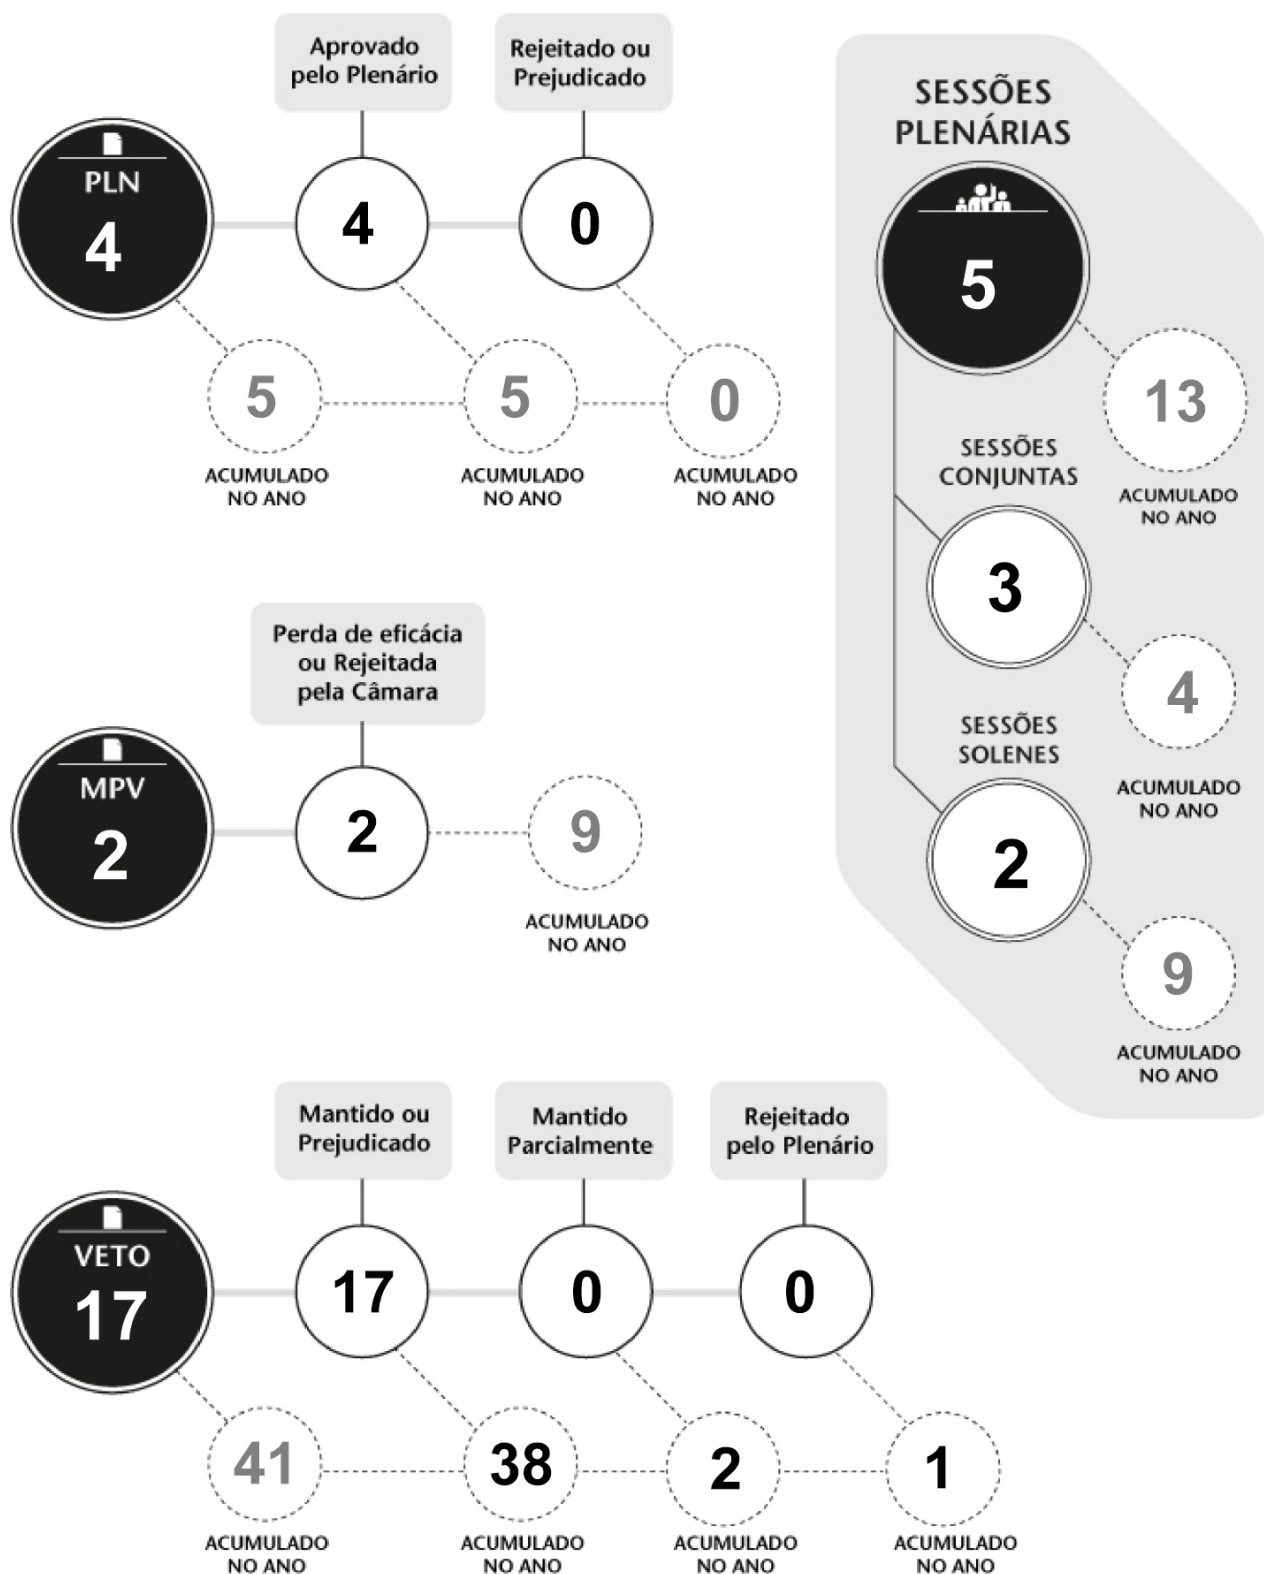 Aprovado
pelo Plenário
Rejeitado ou
Prejudicado
PLN
4
4
0
5
5
0
ACUMULADO
NO ANO
ACUMULADO
NO ANO
ACUMULADO
NO ANO
Perda de eficácia
ou Rejeitada
pela Câmara
MPV
2
2
9
ACUMULADO
NO ANO
Mantido ou
Prejudicado
Mantido
Parcialmente
Rejeitado
pelo Plenário
VETO
17
17
0
0
41
38
2
1
ACUMULADO
NO ANO
ACUMULADO
NO ANO
ACUMULADO
NO ANO
ACUMULADO
NO ANO
SESSÕES
PLENÁRIAS
5
13
ACUMULADO
NO ANO
SESSÕES
CONJUNTAS
3
4
ACUMULADO
NO ANO
SESSÕES
SOLENES
2
9
ACUMULADO
NO ANO